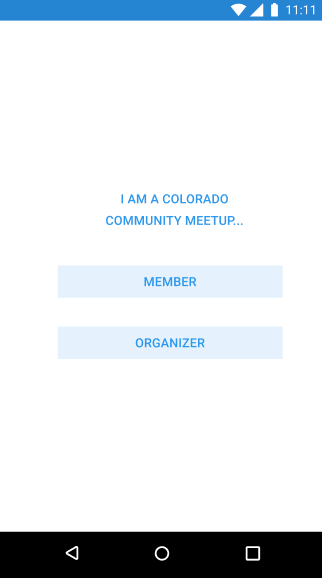 11:11
I AM A COLORADO
COMMUNITY MEETUP...
MEMBER
ORGANIZER